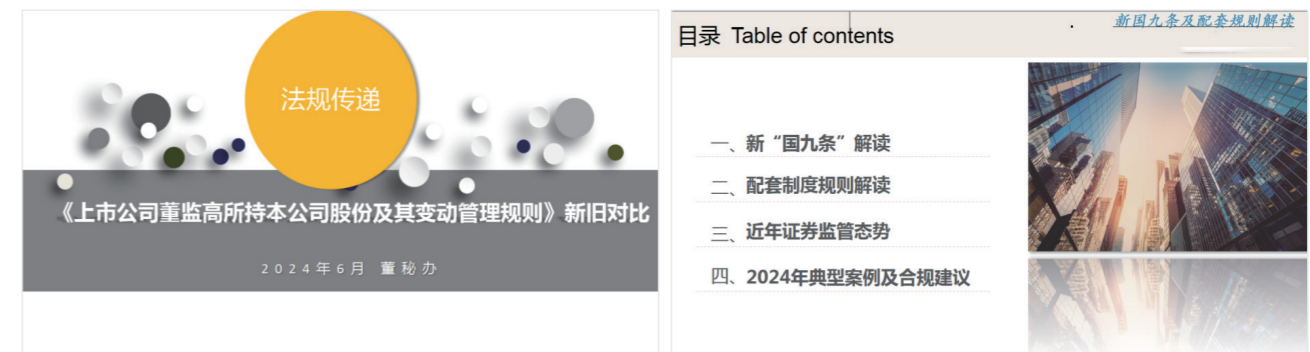 法规传递
《上市公司董监高所持本公司股份及其变动管理规则》新旧对比
2024年6月 董秘办
目录 Table of contents
新国九条及配套规则解读
一、新“国九条”解读
二、配套制度规则解读
三、近年证券监管态势
四、2024年典型案例及合规建议